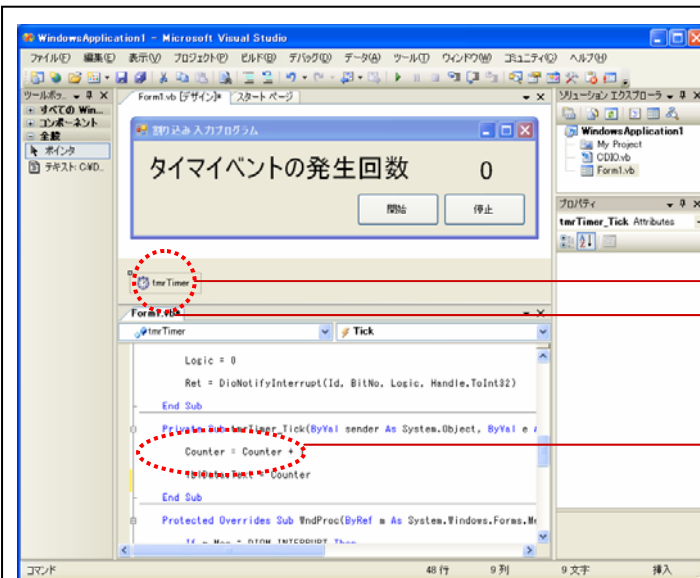 WindowsApplication1 - Microsoft Visual Studio
ファイル(F) 編集(E) 表示(V) プロジェクト(P) ビルド(B) デバッグ(D) データ(A) ツール(T) ウィンドウ(W) コミュニティ(C) ヘルプ(H)
ツールボッ...
すべての Win...
コンポーネント
全般
ポインタ
テキスト: C¥D...
Form1.vb [デザイン]* スタート ページ
割り込み入力プログラム
タイマイベントの発生回数 0
開始 停止
tmrTimer
Form1.vb*
tmrTimer Tick
Logic = 0
Ret = DioNotifyInterrupt(Id, BitNo, Logic, Handle.ToInt32)
End Sub
Private Sub tmrTimer_Tick(ByVal sender As System.Object, ByVal e
Counter = Counter +
lblData.Text = Counter
End Sub
Protected Overrides Sub WndProc(ByRef m As System.Windows.Forms.Me
If m.Msg = DIOM_INTERRUPT Then
ソリューション エクスプローラ
WindowsApplication1
My Project
CDIO.vb
Form1.vb
プロパティ
tmrTimer_Tick Attributes
コマンド 48 行 9 列 9 文字 挿入